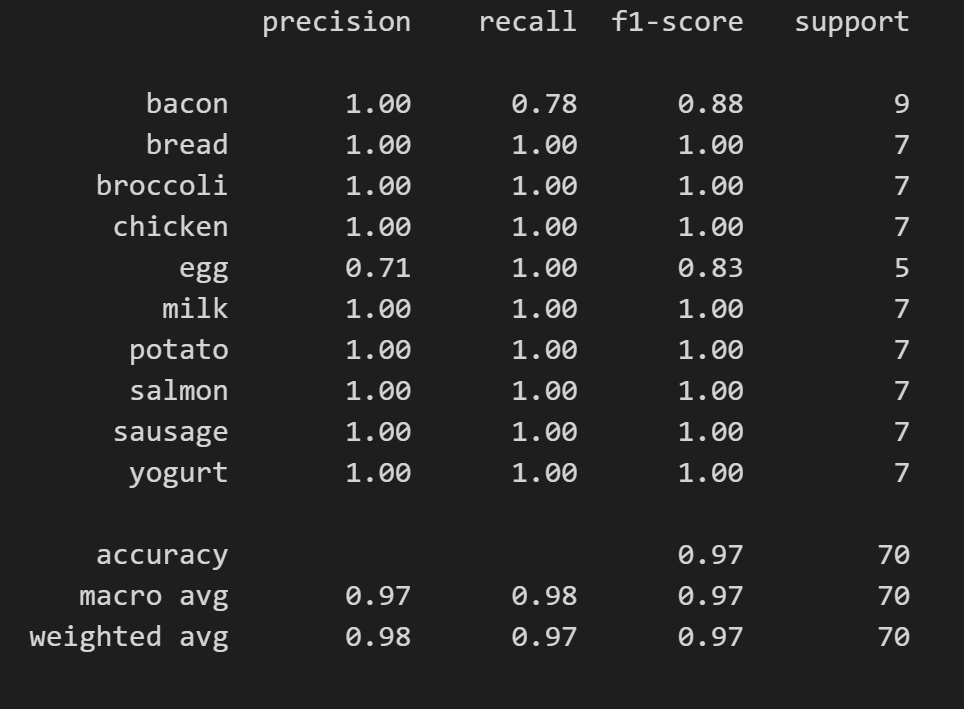 precision recall f1-score support
bacon 1.00 0.78 0.88 9
bread 1.00 1.00 1.00 7
broccoli 1.00 1.00 1.00 7
chicken 1.00 1.00 1.00 7
egg 0.71 1.00 0.83 5
milk 1.00 1.00 1.00 7
potato 1.00 1.00 1.00 7
salmon 1.00 1.00 1.00 7
sausage 1.00 1.00 1.00 7
yogurt 1.00 1.00 1.00 7
accuracy 0.97 70
macro avg 0.97 0.98 0.97 70
weighted avg 0.98 0.97 0.97 70